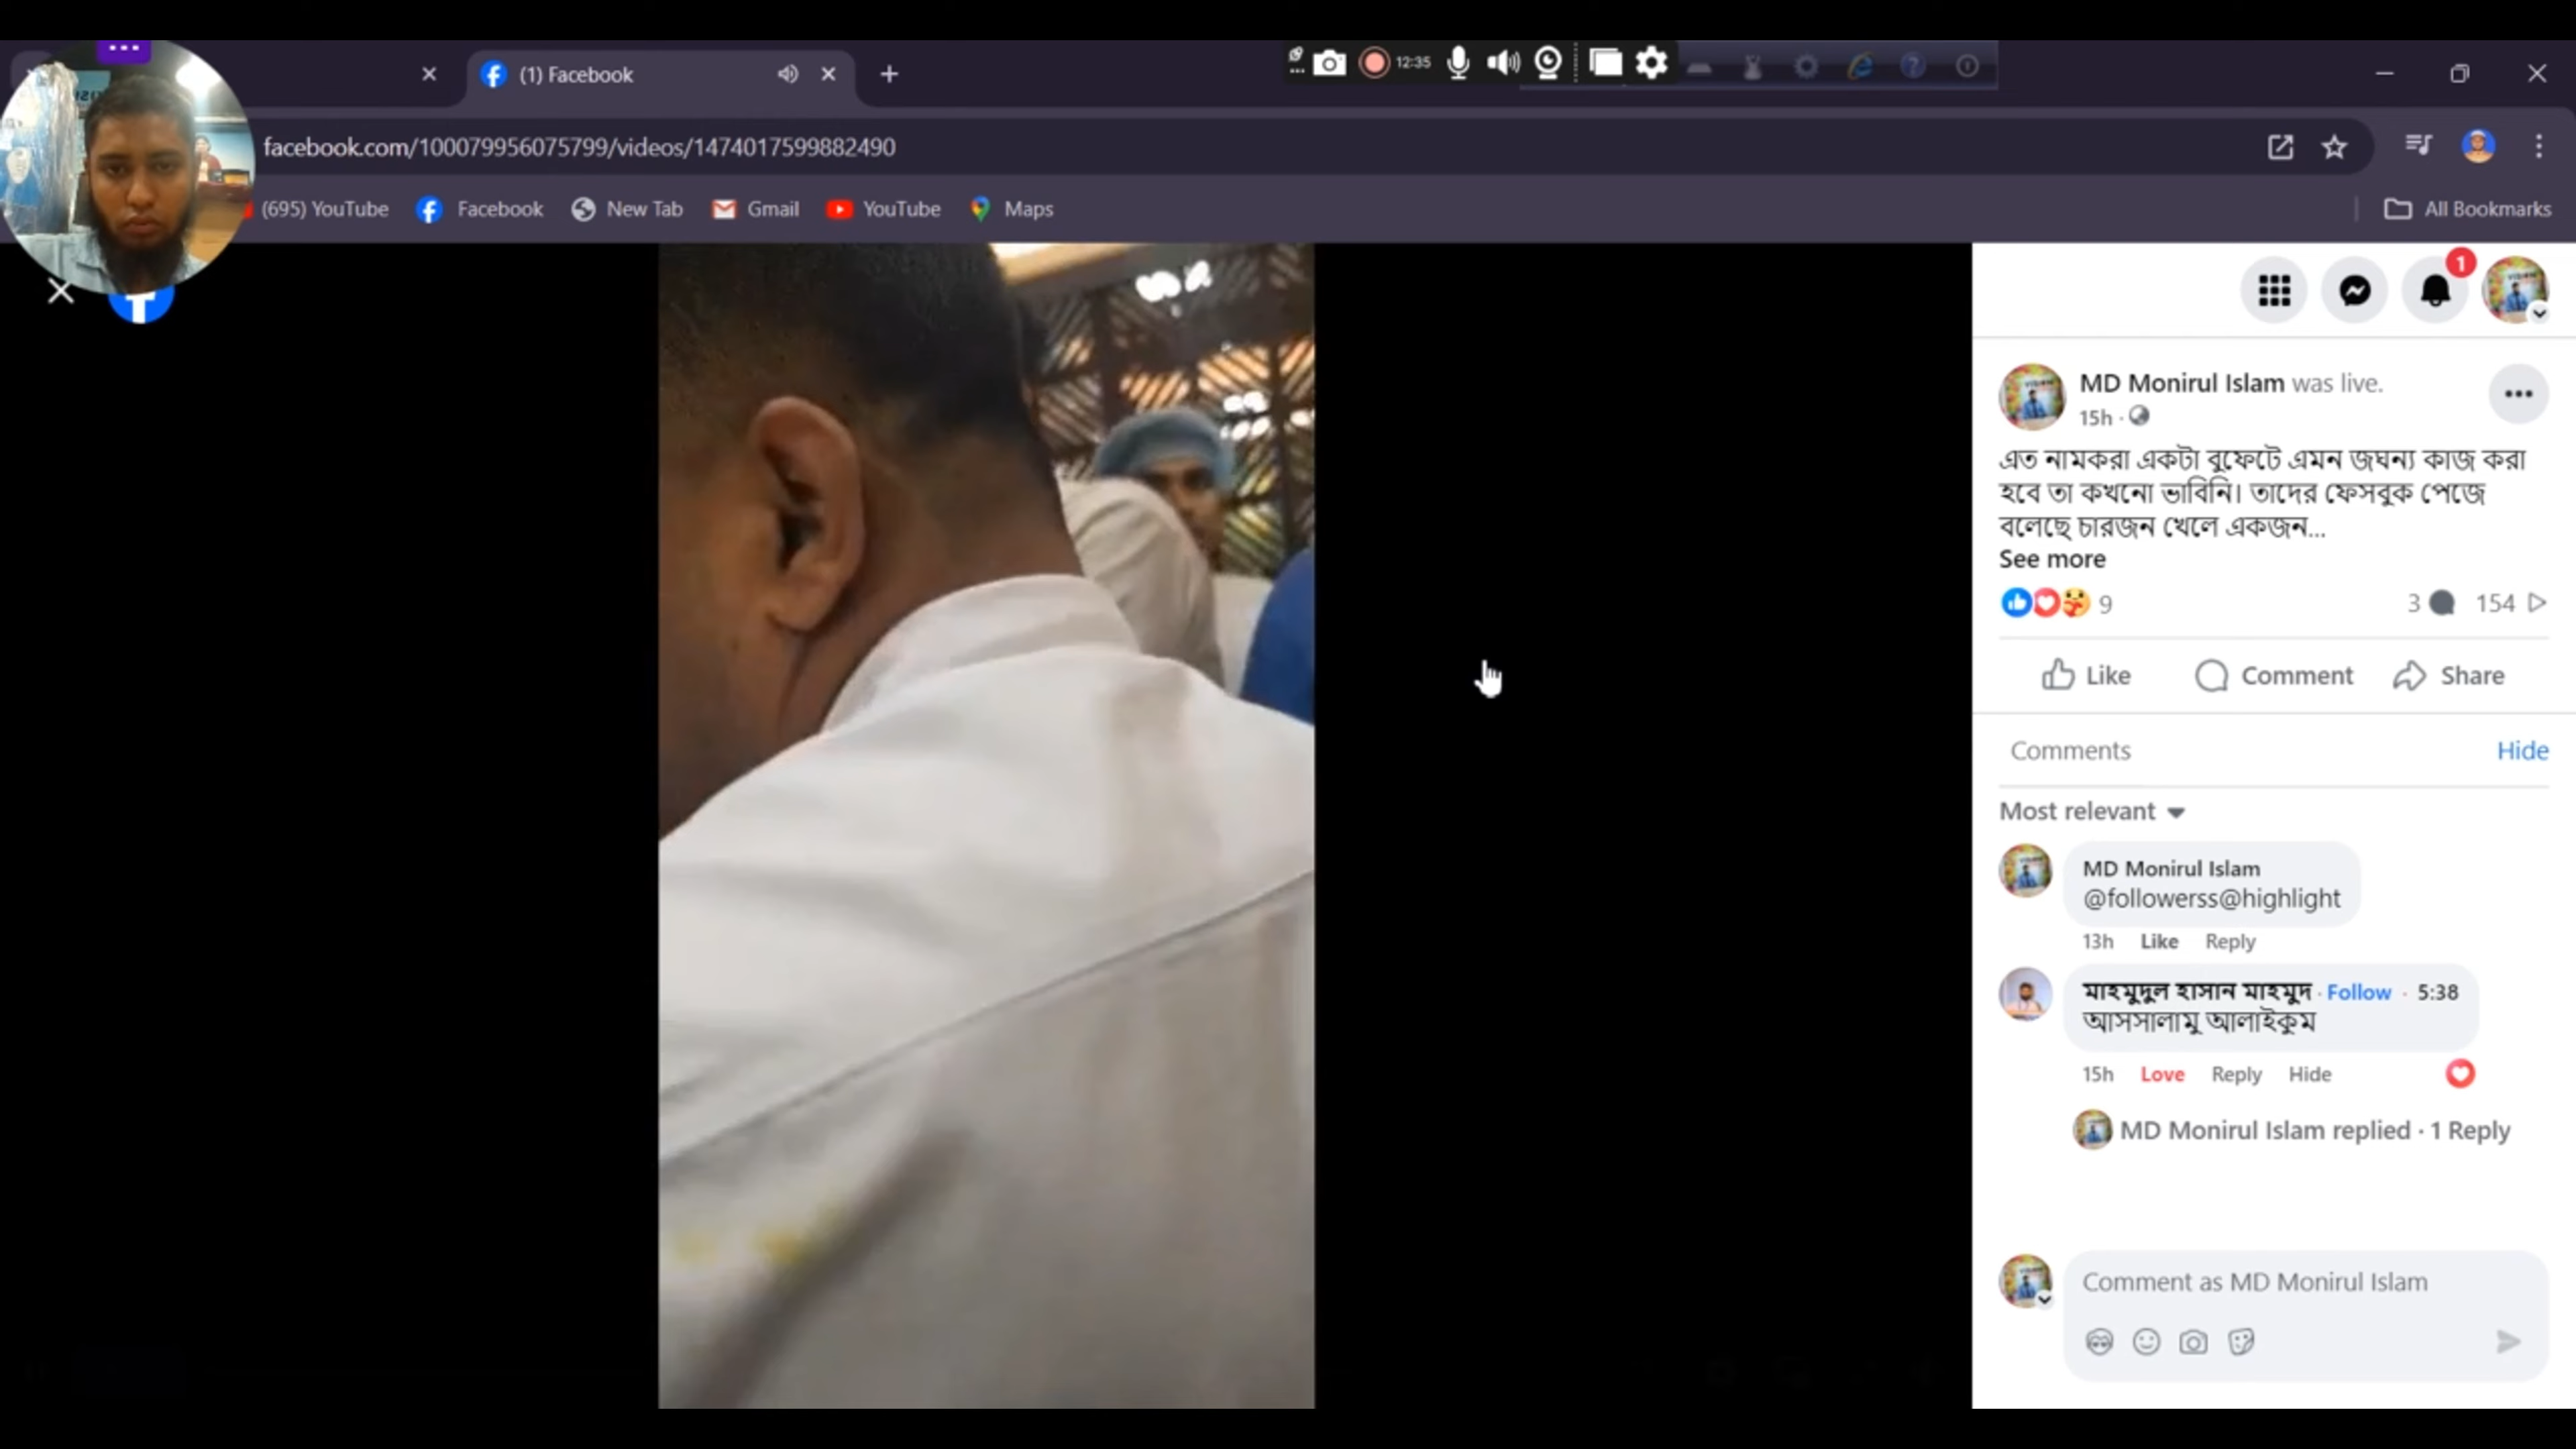 (1) Facebook
12:35
facebook.com/100079956075799/videos/1474017599882490
(695) YouTube
Facebook
New Tab
Gmail
YouTube
Maps
All Bookmarks
1
MD Monirul Islam was live.
15h ·
এত নামকরা একটা বুফেটে এমন জঘন্য কাজ করা
হবে তা কখনো ভাবিনি। তাদের ফেসবুক পেজে
বলেছে চারজন খেলে একজন...
See more
9
3
154
Like
Comment
Share
Comments
Hide
Most relevant
MD Monirul Islam
@followerss@highlight
13h Like Reply
মাহমুদুল হাসান মাহমুদ · Follow · 5:38
আসসালামু আলাইকুম
15h Love Reply Hide
MD Monirul Islam replied · 1 Reply
Comment as MD Monirul Islam